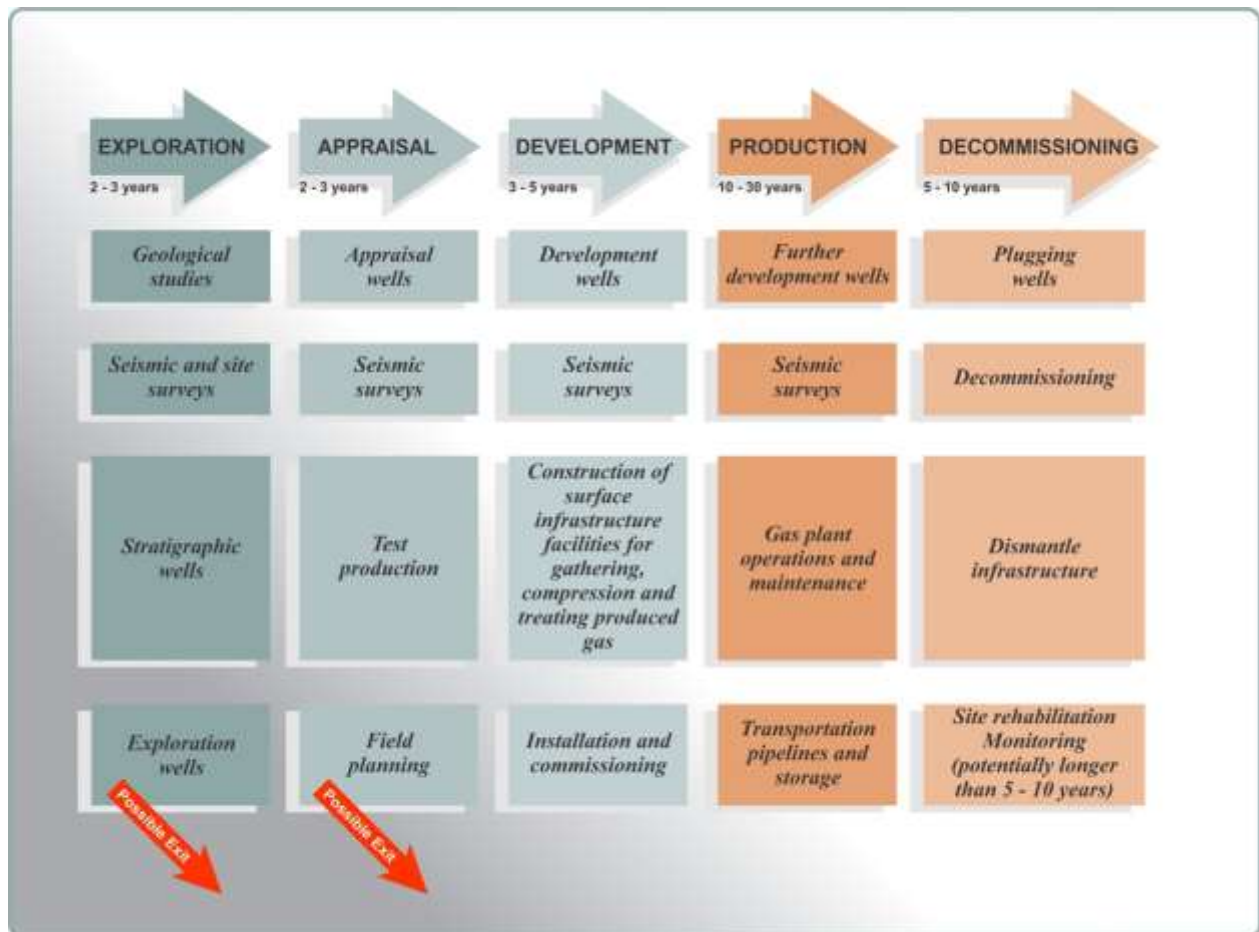 EXPLORATION
2 - 3 years
APPRAISAL
2 - 3 years
DEVELOPMENT
3 - 5 years
PRODUCTION
10 - 30 years
DECOMMISSIONING
5 - 10 years
Geological
studies
Appraisal
wells
Development
wells
Further
development wells
Plugging
wells
Seismic and site
surveys
Seismic
surveys
Seismic
surveys
Seismic
surveys
Decommissioning
Stratigraphic
wells
Test
production
Construction of
surface
infrastructure
facilities for
gathering,
compression and
treating produced
gas
Gas plant
operations and
maintenance
Dismantle
infrastructure
Exploration
wells
Field
planning
Installation and
commissioning
Transportation
pipelines and
storage
Site rehabilitation
Monitoring
(potentially longer
than 5 - 10 years)
Possible Exit
Possible Exit